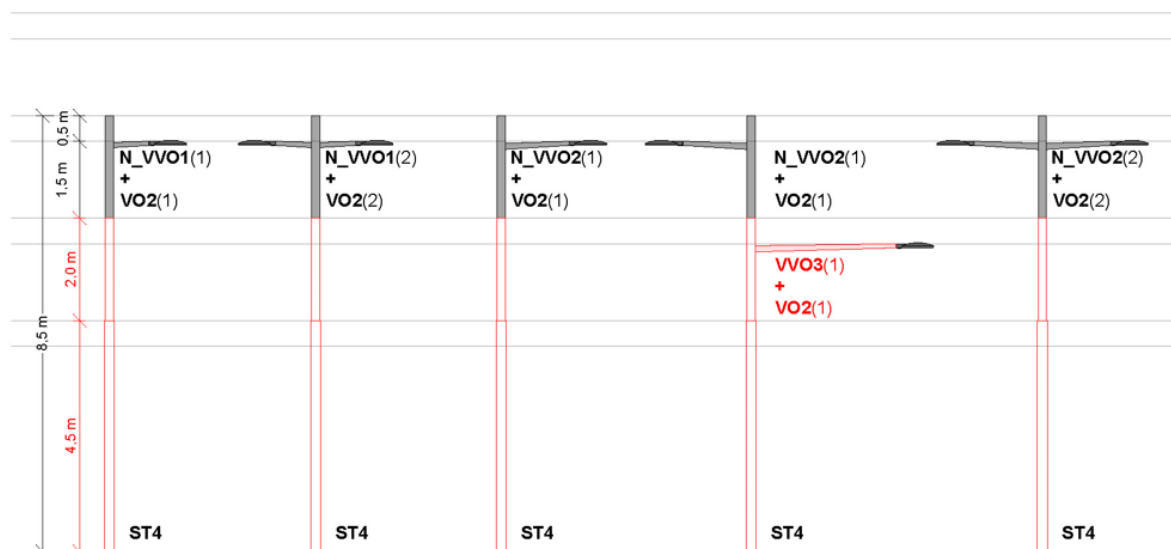 0.5 m
1.5 m
2.0 m
8.5 m
4.5 m
N_VVO1(1)
+
VO2(1)
N_VVO1(2)
+
VO2(2)
N_VVO2(1)
+
VO2(1)
N_VVO2(1)
+
VO2(1)
N_VVO2(2)
+
VO2(2)
VVO3(1)
+
VO2(1)
ST4
ST4
ST4
ST4
ST4